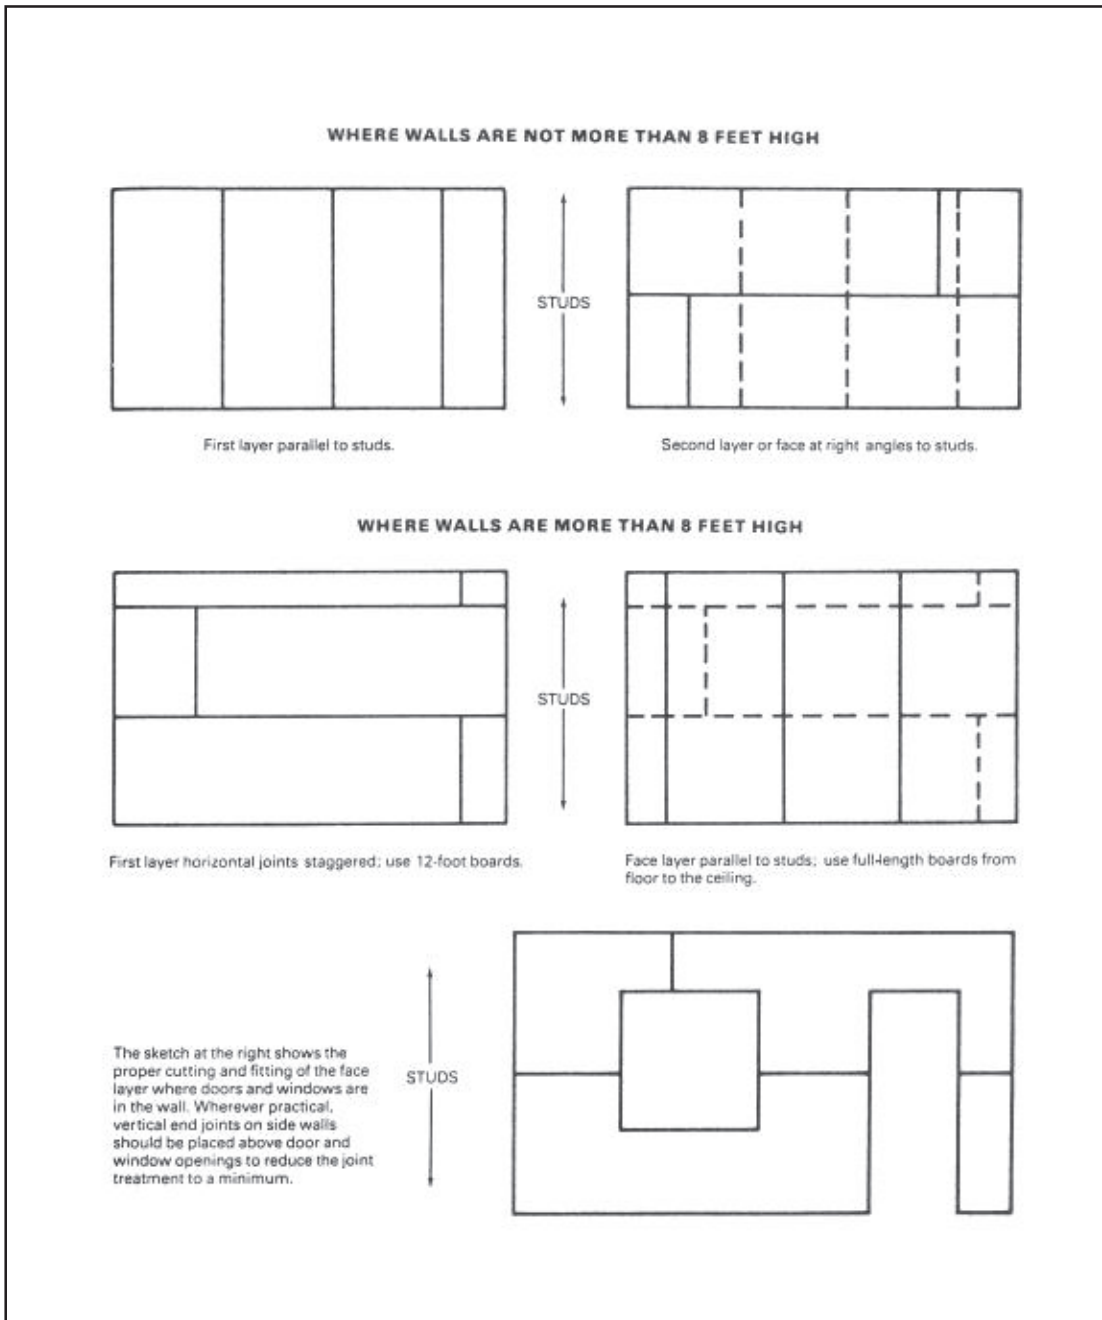 WHERE WALLS ARE NOT MORE THAN 8 FEET HIGH
STUDS
First layer parallel to studs.
Second layer or face at right angles to studs.
WHERE WALLS ARE MORE THAN 8 FEET HIGH
STUDS
First layer horizontal joints staggered; use 12-foot boards.
Face layer parallel to studs; use full-length boards from
floor to the ceiling.
The sketch at the right shows the
proper cutting and fitting of the face
layer where doors and windows are
in the wall. Wherever practical,
vertical end joints on side walls
should be placed above door and
window openings to reduce the joint
treatment to a minimum.
STUDS